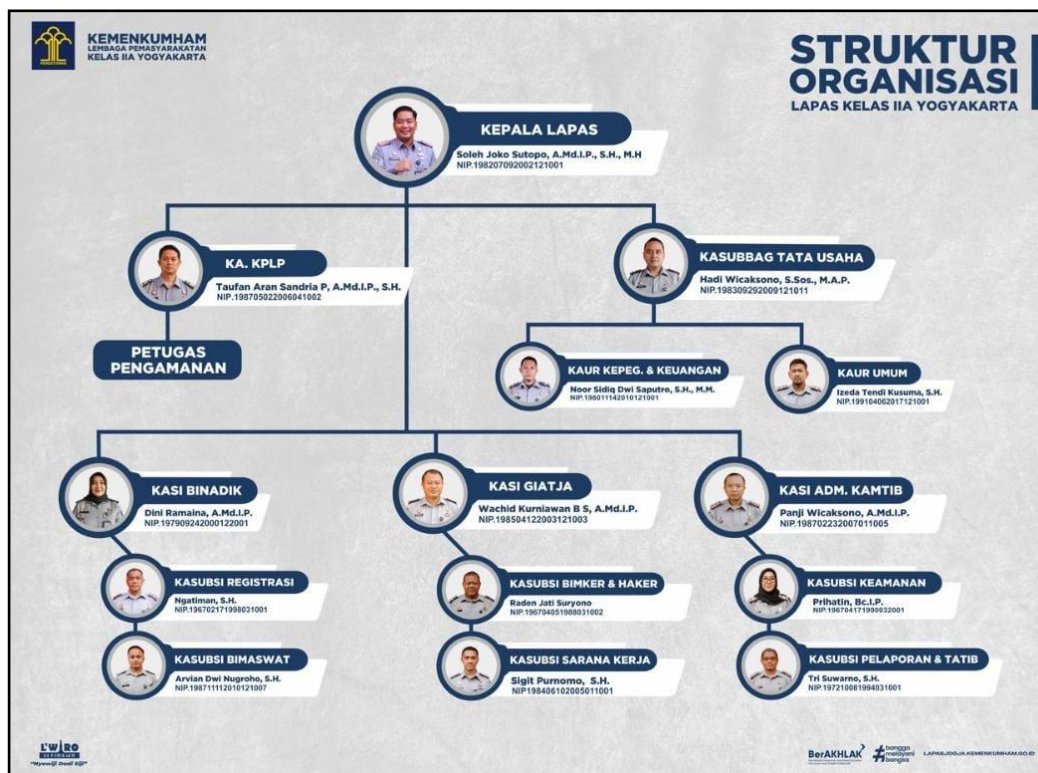 KEMENKUMHAM
LEMBAGA PEMASYARAKATAN
KELAS IIA YOGYAKARTA
STRUKTUR
ORGANISASI
LAPAS KELAS IIA YOGYAKARTA
KEPALA LAPAS
Soleh Joko Sutopo, A.Md.I.P., S.H., M.H
NIP.198207092002121001
KA. KPLP
Taufan Aran Sandria P, A.Md.I.P., S.H.
NIP.198705022006041002
PETUGAS
PENGAMANAN
KASUBBAG TATA USAHA
Hadi Wicaksono, S.Sos., M.A.P.
NIP.198309292009121011
KAUR KEPEG. & KEUANGAN
Noor Sidiq Dwi Saputro, S.H., M.M.
NIP.198011142010121001
KAUR UMUM
Izeda Tendi Kusuma, S.H.
NIP.199104062017121001
KASI BINADIK
Dini Ramaina, A.Md.I.P.
NIP.197909242000122001
KASI GIATJA
Wachid Kurniawan B S, A.Md.I.P.
NIP.198504122003121003
KASI ADM. KAMTIB
Panji Wicaksono, A.Md.I.P.
NIP.198702232007011005
KASUBSI REGISTRASI
Ngatiman, S.H.
NIP.196702171998031001
KASUBSI BIMKER & HAKER
Raden Jati Suryono
NIP.196704051988031002
KASUBSI KEAMANAN
Prihatin, Bc.I.P.
NIP.196704171990032001
KASUBSI BIMASWAT
Arvian Dwi Nugroho, S.H.
NIP.198711112010121007
KASUBSI SARANA KERJA
Sigit Purnomo, S.H.
NIP198406102005011001
KASUBSI PELAPORAN & TATIB
Tri Suwarno, S.H.
NIP.197210081994031001
L'WIRO
"Nyawiji Dadi Siji"
BerAKHLAK
#bangga
melayani
bangsa
LAPASJOGJA.KEMENKUMHAM.GO.ID